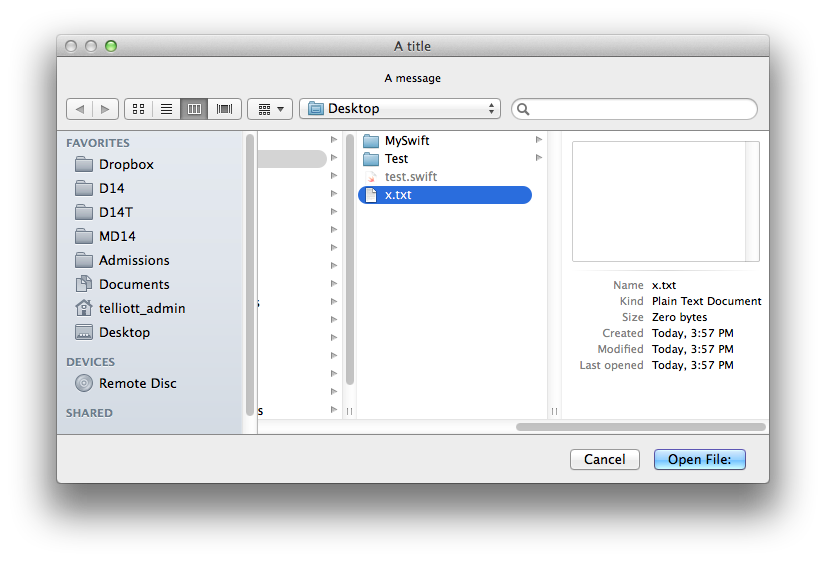 A title
A message
Desktop
FAVORITES
Dropbox
D14
D14T
MD14
Admissions
Documents
telliott_admin
Desktop
DEVICES
Remote Disc
SHARED
s
s
MySwift
Test
test.swift
x.txt
Name x.txt
Kind Plain Text Document
Size Zero bytes
Created Today, 3:57 PM
Modified Today, 3:57 PM
Last opened Today, 3:57 PM
Cancel
Open File: